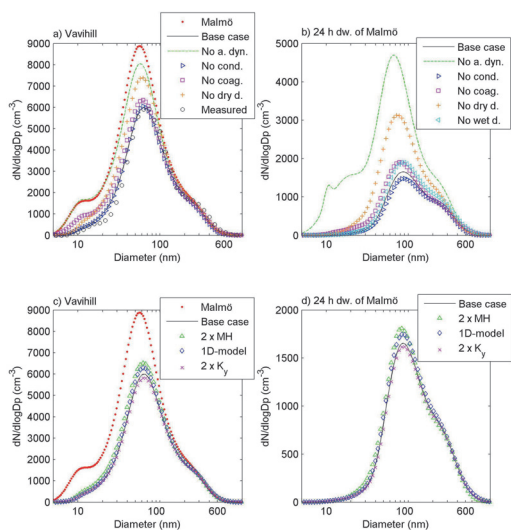 a) Vavihill
Malmö
Base case
No a. dyn.
No cond.
No coag.
No dry d.
Measured
dN/dlogDp (cm-3)
9000
8000
7000
6000
5000
4000
3000
2000
1000
0
10
100
600
Diameter (nm)
b) 24 h dw. of Malmö
Base case
No a. dyn.
No cond.
No coag.
No dry d.
No wet d.
dN/dlogDp (cm-3)
5000
4000
3000
2000
1000
0
10
100
600
Diameter (nm)
c) Vavihill
Malmö
Base case
2 x MH
1D-model
2 x Ky
dN/dlogDp (cm-3)
9000
8000
7000
6000
5000
4000
3000
2000
1000
0
10
100
600
Diameter (nm)
d) 24 h dw. of Malmö
Base case
2 x MH
1D-model
2 x Ky
dN/dlogDp (cm-3)
2000
1500
1000
500
0
10
100
600
Diameter (nm)